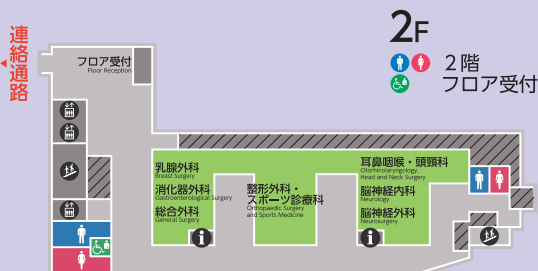 連絡通路
2F
2階
フロア受付
フロア受付
Floor Reception
乳腺外科
Breast Surgery
消化器外科
Gastroenterological Surgery
総合外科
General Surgery
整形外科・
スポーツ診療科
Orthopaedic Surgery
and Sports Medicine
耳鼻咽喉・頭頸科
Otorhinolaryngology,
Head and Neck Surgery
脳神経内科
Neurology
脳神経外科
Neurosurgery